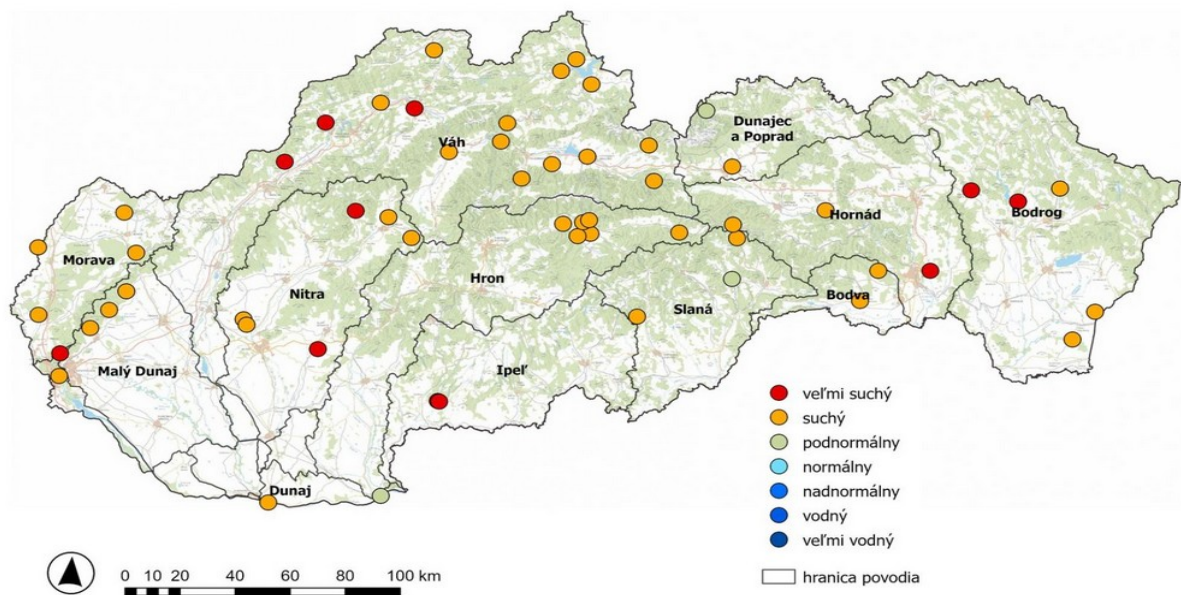 Dunajec
a Poprad
Váh
Hornád
Bodrog
Morava
Hron
Nitra
Slaná
Bodva
Malý Dunaj
Ipeľ
Dunaj
veľmi suchý
suchý
podnormálny
normálny
nadnormálny
vodný
veľmi vodný
hranica povodia
0 10 20 40 60 80 100 km